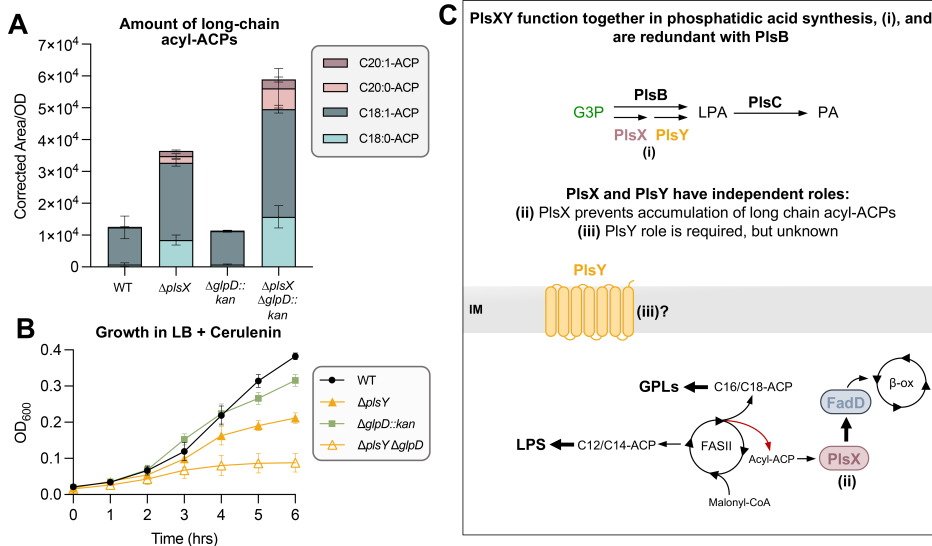 A
Amount of long-chain
acyl-ACPs
Corrected Area/OD
7×10⁴
6×10⁴
5×10⁴
4×10⁴
3×10⁴
2×10⁴
1×10⁴
0
WT
ΔplsX
ΔglpD::
kan
ΔplsX
ΔglpD::
kan
C20:1-ACP
C20:0-ACP
C18:1-ACP
C18:0-ACP
B
Growth in LB + Cerulenin
OD₆₀₀
0.4
0.3
0.2
0.1
0.0
0 1 2 3 4 5 6
Time (hrs)
WT
ΔplsY
ΔglpD::kan
ΔplsY ΔglpD
C
PlsXY function together in phosphatidic acid synthesis, (i), and
are redundant with PlsB
G3P
PlsB
LPA
PlsC
PA
PlsX PlsY
(i)
PlsX and PlsY have independent roles:
(ii) PlsX prevents accumulation of long chain acyl-ACPs
(iii) PlsY role is required, but unknown
PlsY
IM
(iii)?
GPLs
C16/C18-ACP
FadD
β-ox
LPS
C12/C14-ACP
FASII
Acyl-ACP
PlsX
(ii)
Malonyl-CoA